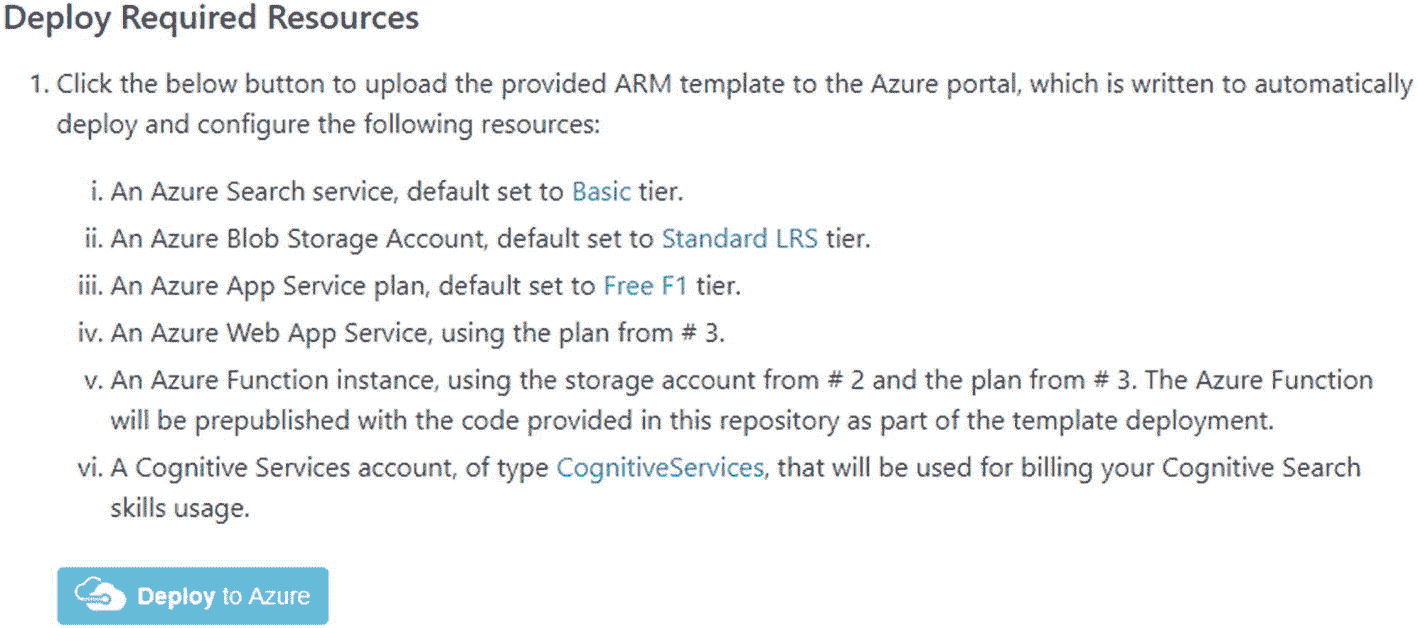 Deploy Required Resources
1. Click the below button to upload the provided ARM template to the Azure portal, which is written to automatically
deploy and configure the following resources:
i. An Azure Search service, default set to Basic tier.
ii. An Azure Blob Storage Account, default set to Standard LRS tier.
iii. An Azure App Service plan, default set to Free F1 tier.
iv. An Azure Web App Service, using the plan from # 3.
v. An Azure Function instance, using the storage account from # 2 and the plan from # 3. The Azure Function
will be prepublished with the code provided in this repository as part of the template deployment.
vi. A Cognitive Services account, of type CognitiveServices, that will be used for billing your Cognitive Search
skills usage.
Deploy to Azure